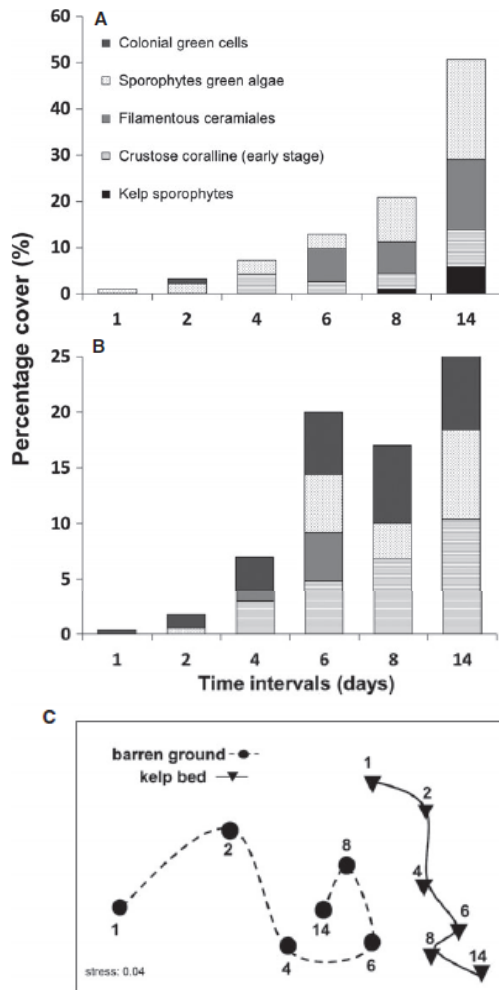 60
A
Colonial green cells
50
Sporophytes green algae
40
Filamentous ceramiales
30
Crustose coralline (early stage)
20
Kelp sporophytes
10
0
1 2 4 6 8 14
Percentage cover (%)
B
25
20
15
10
5
0
1 2 4 6 8 14
Time intervals (days)
C
barren ground
kelp bed
1
2
2
8
4
1
14
6
8
4
6
14
stress: 0.04